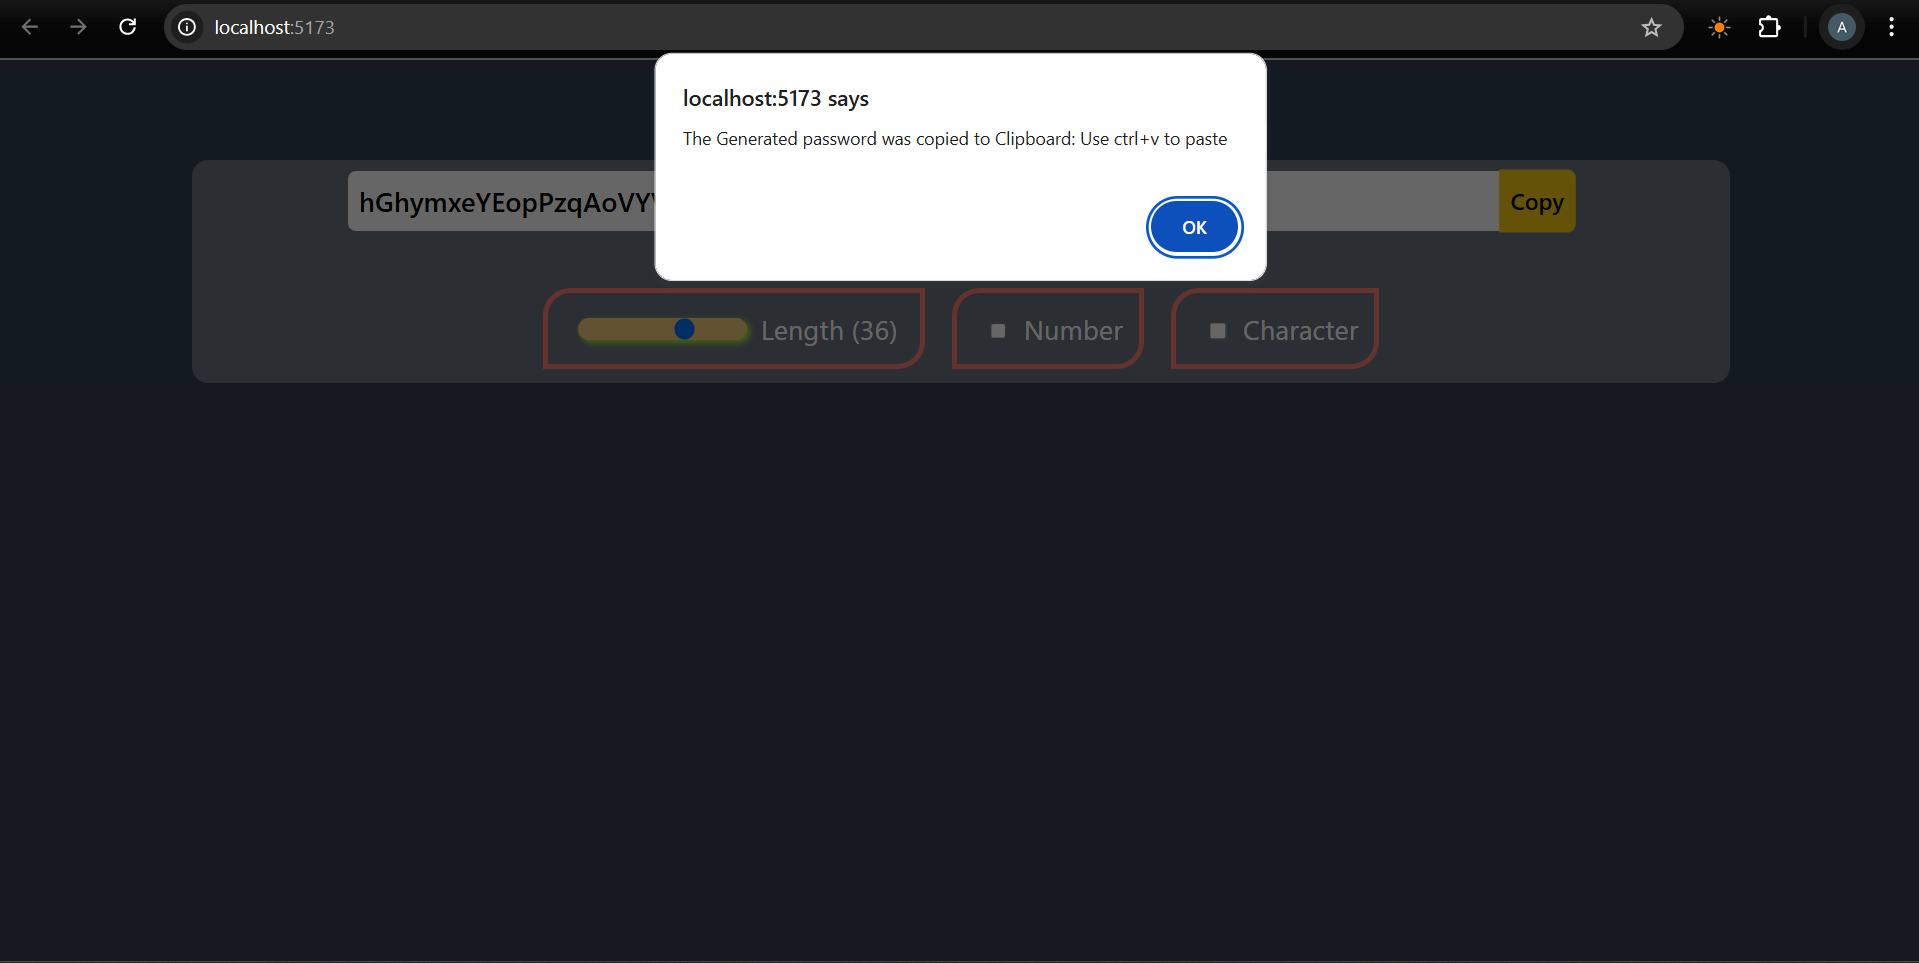 localhost:5173
A
localhost:5173 says
The Generated password was copied to Clipboard: Use ctrl+v to paste
OK
hGhymxeYEopPzqAoVY
Copy
Length (36)
Number
Character